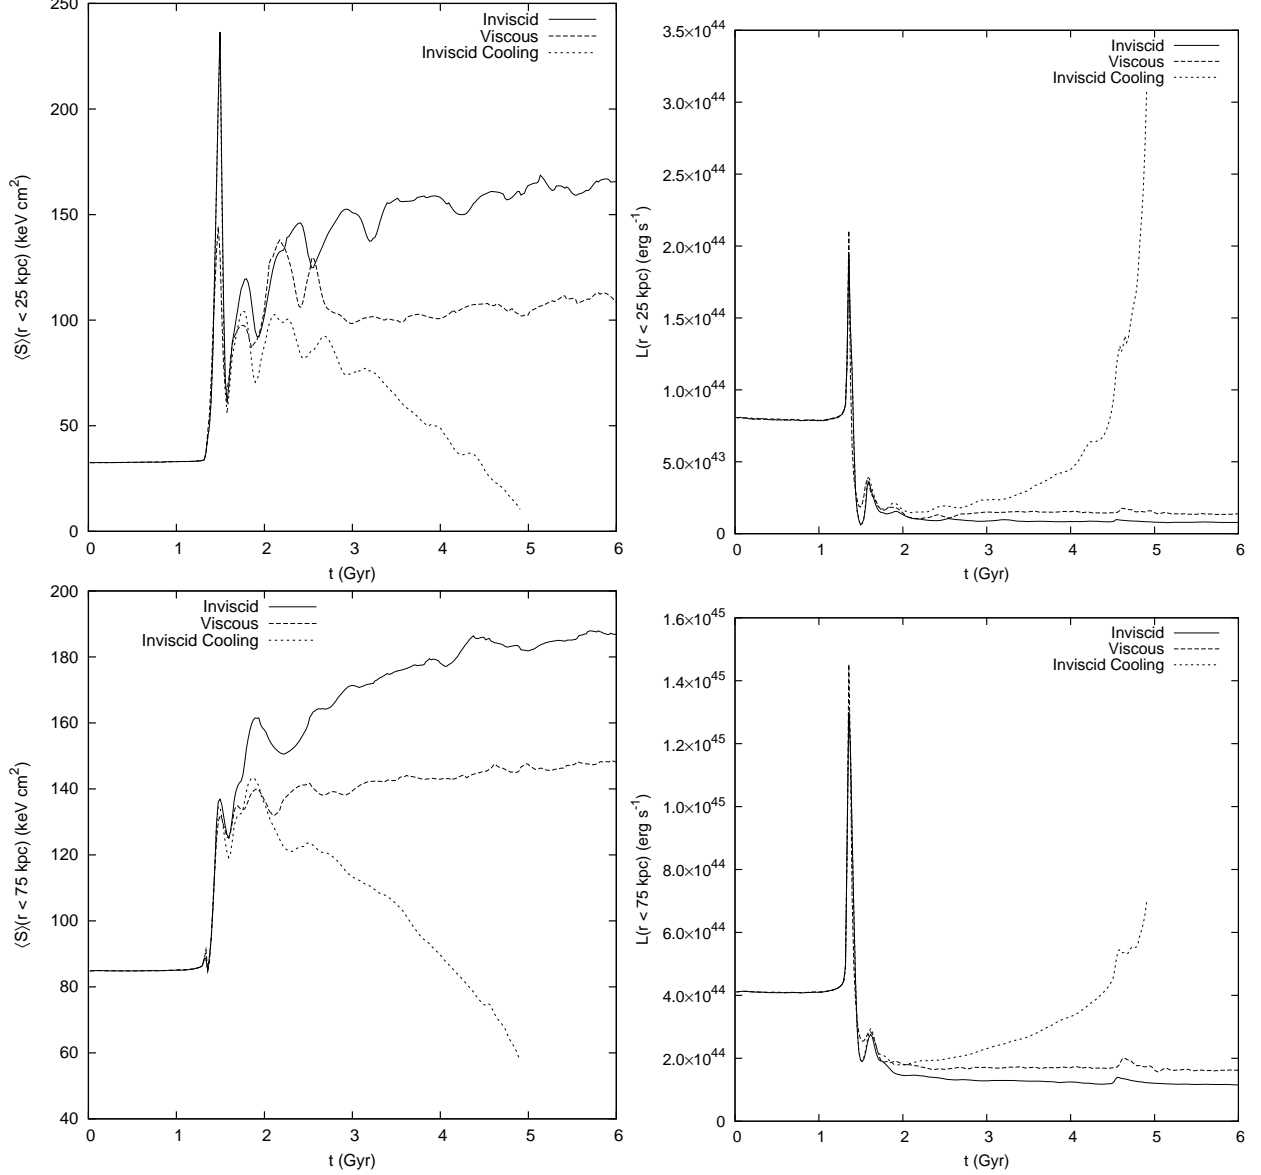 250
200
150
100
50
0
⟨S⟩(r < 25 kpc) (keV cm²)
Inviscid
Viscous
Inviscid Cooling
0 1 2 3 4 5 6
t (Gyr)
3.5×10⁴⁴
3.0×10⁴⁴
2.5×10⁴⁴
2.0×10⁴⁴
1.5×10⁴⁴
1.0×10⁴⁴
5.0×10⁴³
0
L(r < 25 kpc) (erg s⁻¹)
Inviscid
Viscous
Inviscid Cooling
0 1 2 3 4 5 6
t (Gyr)
200
180
160
140
120
100
80
60
40
⟨S⟩(r < 75 kpc) (keV cm²)
Inviscid
Viscous
Inviscid Cooling
0 1 2 3 4 5 6
t (Gyr)
1.6×10⁴⁵
1.4×10⁴⁵
1.2×10⁴⁵
1.0×10⁴⁵
8.0×10⁴⁴
6.0×10⁴⁴
4.0×10⁴⁴
2.0×10⁴⁴
0
L(r < 75 kpc) (erg s⁻¹)
Inviscid
Viscous
Inviscid Cooling
0 1 2 3 4 5 6
t (Gyr)